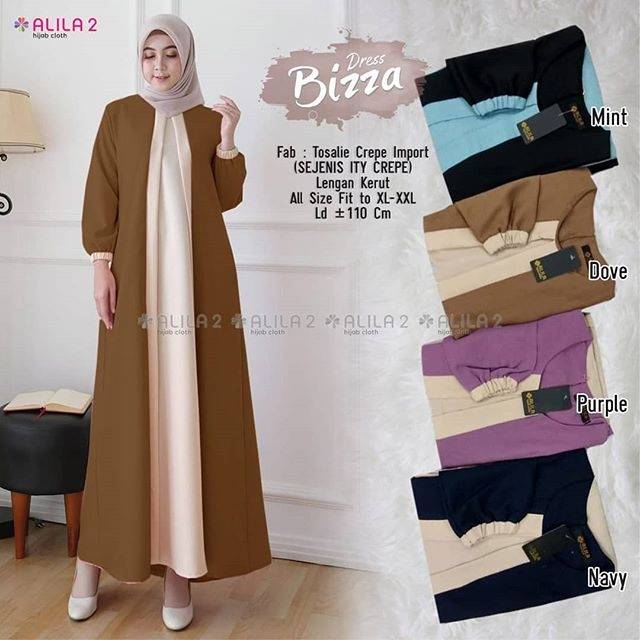 ALILA 2
hijab cloth
Dress
Bizza
Fab : Tosalie Crepe Import
(SEJENIS ITY CREPE)
Lengan Kerut
All Size Fit to XL-XXL
Ld ±110 Cm
Mint
Dove
ALILA 2 ALILA 2 ALILA 2 ALILA 2
hijab cloth hijab cloth hijab cloth hijab cloth
Purple
Navy